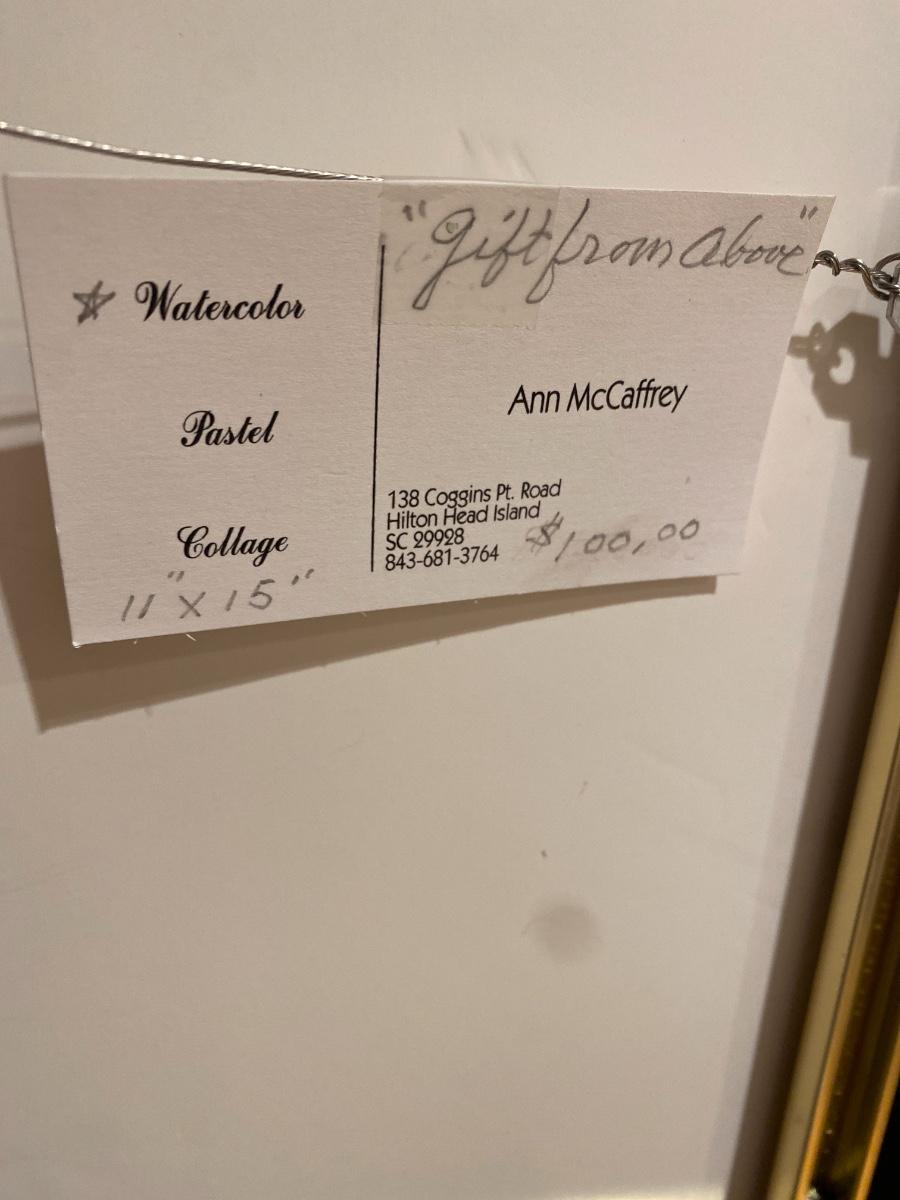 ☆ Watercolor
Pastel
Collage
11" x 15"
"Gift from Above"
Ann McCaffrey
138 Coggins Pt. Road
Hilton Head Island
SC 29928
843-681-3764
$100,00